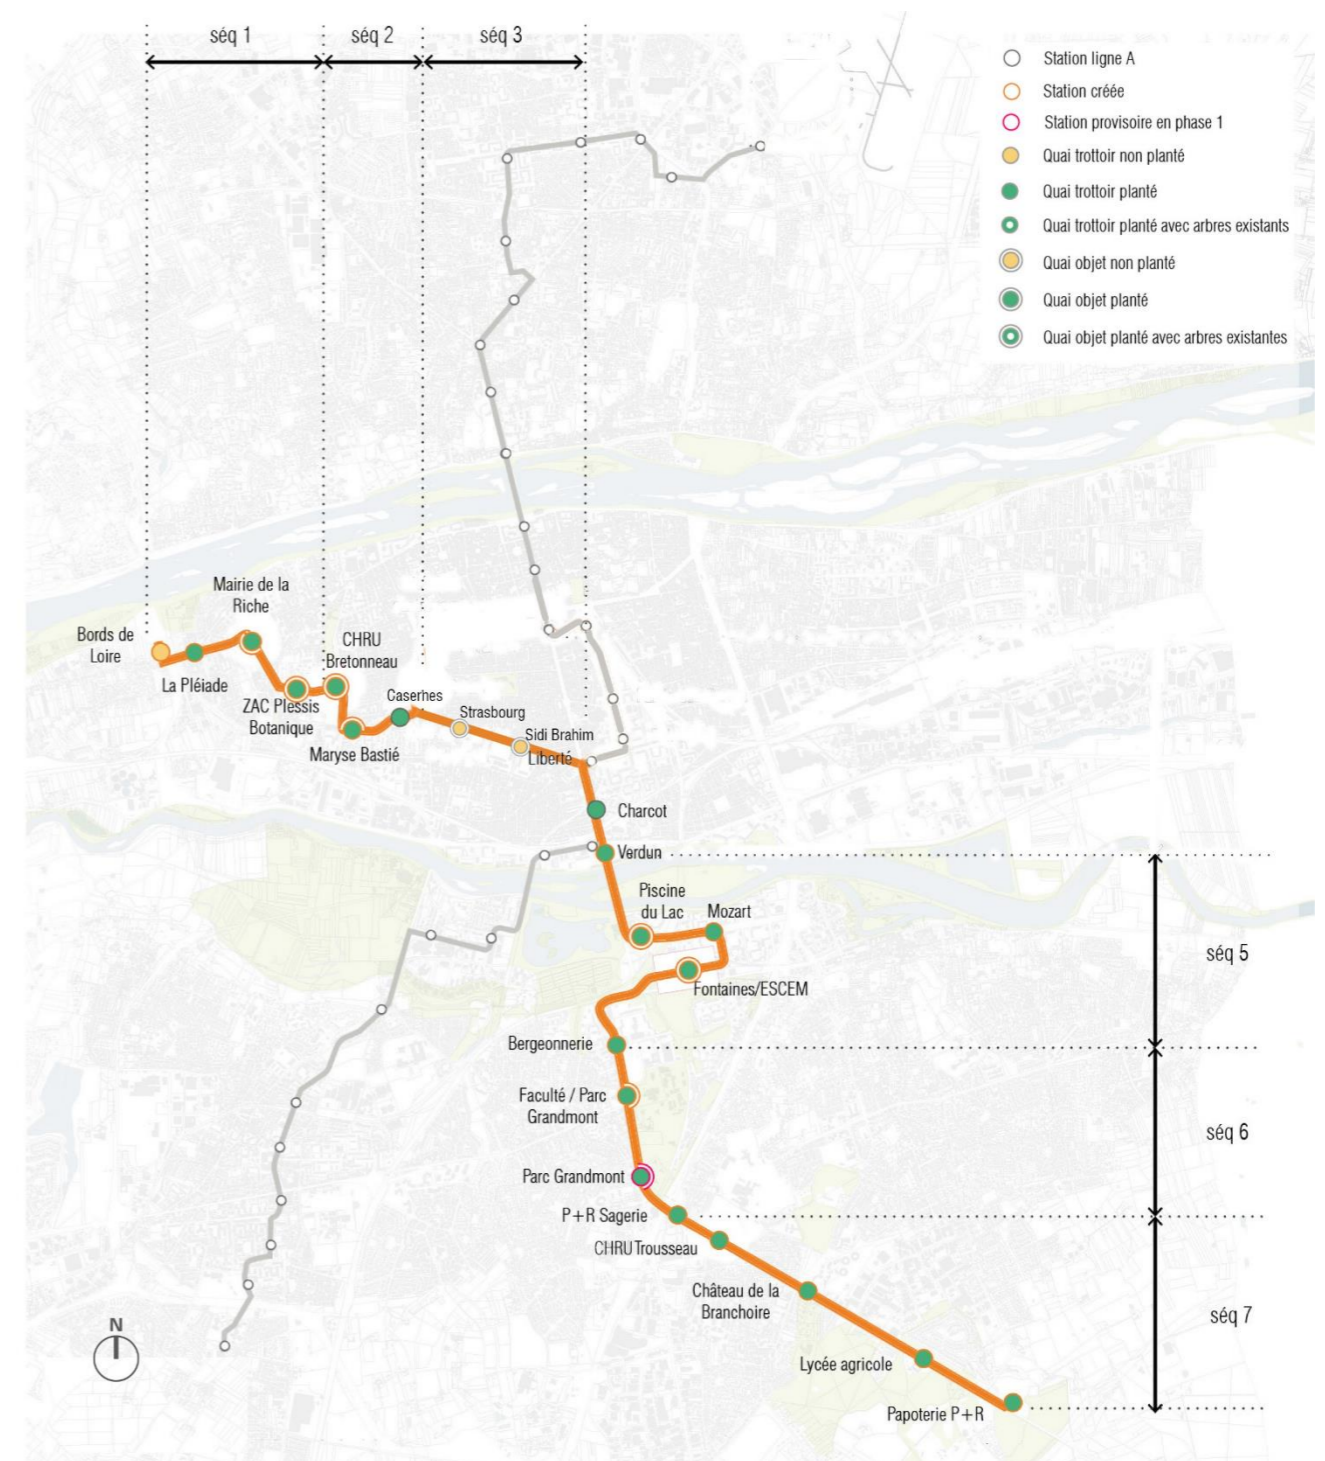 séq 1
séq 2
séq 3
Station ligne A
Station créée
Station provisoire en phase 1
Quai trottoir non planté
Quai trottoir planté
Quai trottoir planté avec arbres existants
Quai objet non planté
Quai objet planté
Quai objet planté avec arbres existantes
Mairie de la
Riche
Bords de
Loire
La Pléiade
CHRU
Bretonneau
ZAC Plessis
Botanique
Casernes
Maryse Bastié
Strasbourg
Sidi Brahim
Liberté
Charcot
Verdun
Piscine
du Lac
Mozart
Fontaines/ESCEM
séq 5
Bergeonnerie
Faculté / Parc
Grandmont
séq 6
Parc Grandmont
P+R Sagerie
CHRU Trousseau
Château de la
Branchoire
séq 7
N
Lycée agricole
Papoterie P+R